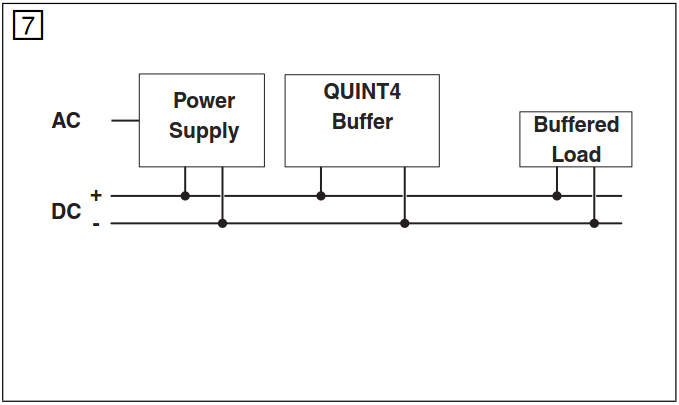 7
AC
Power
Supply
QUINT4
Buffer
Buffered
Load
+
DC
-